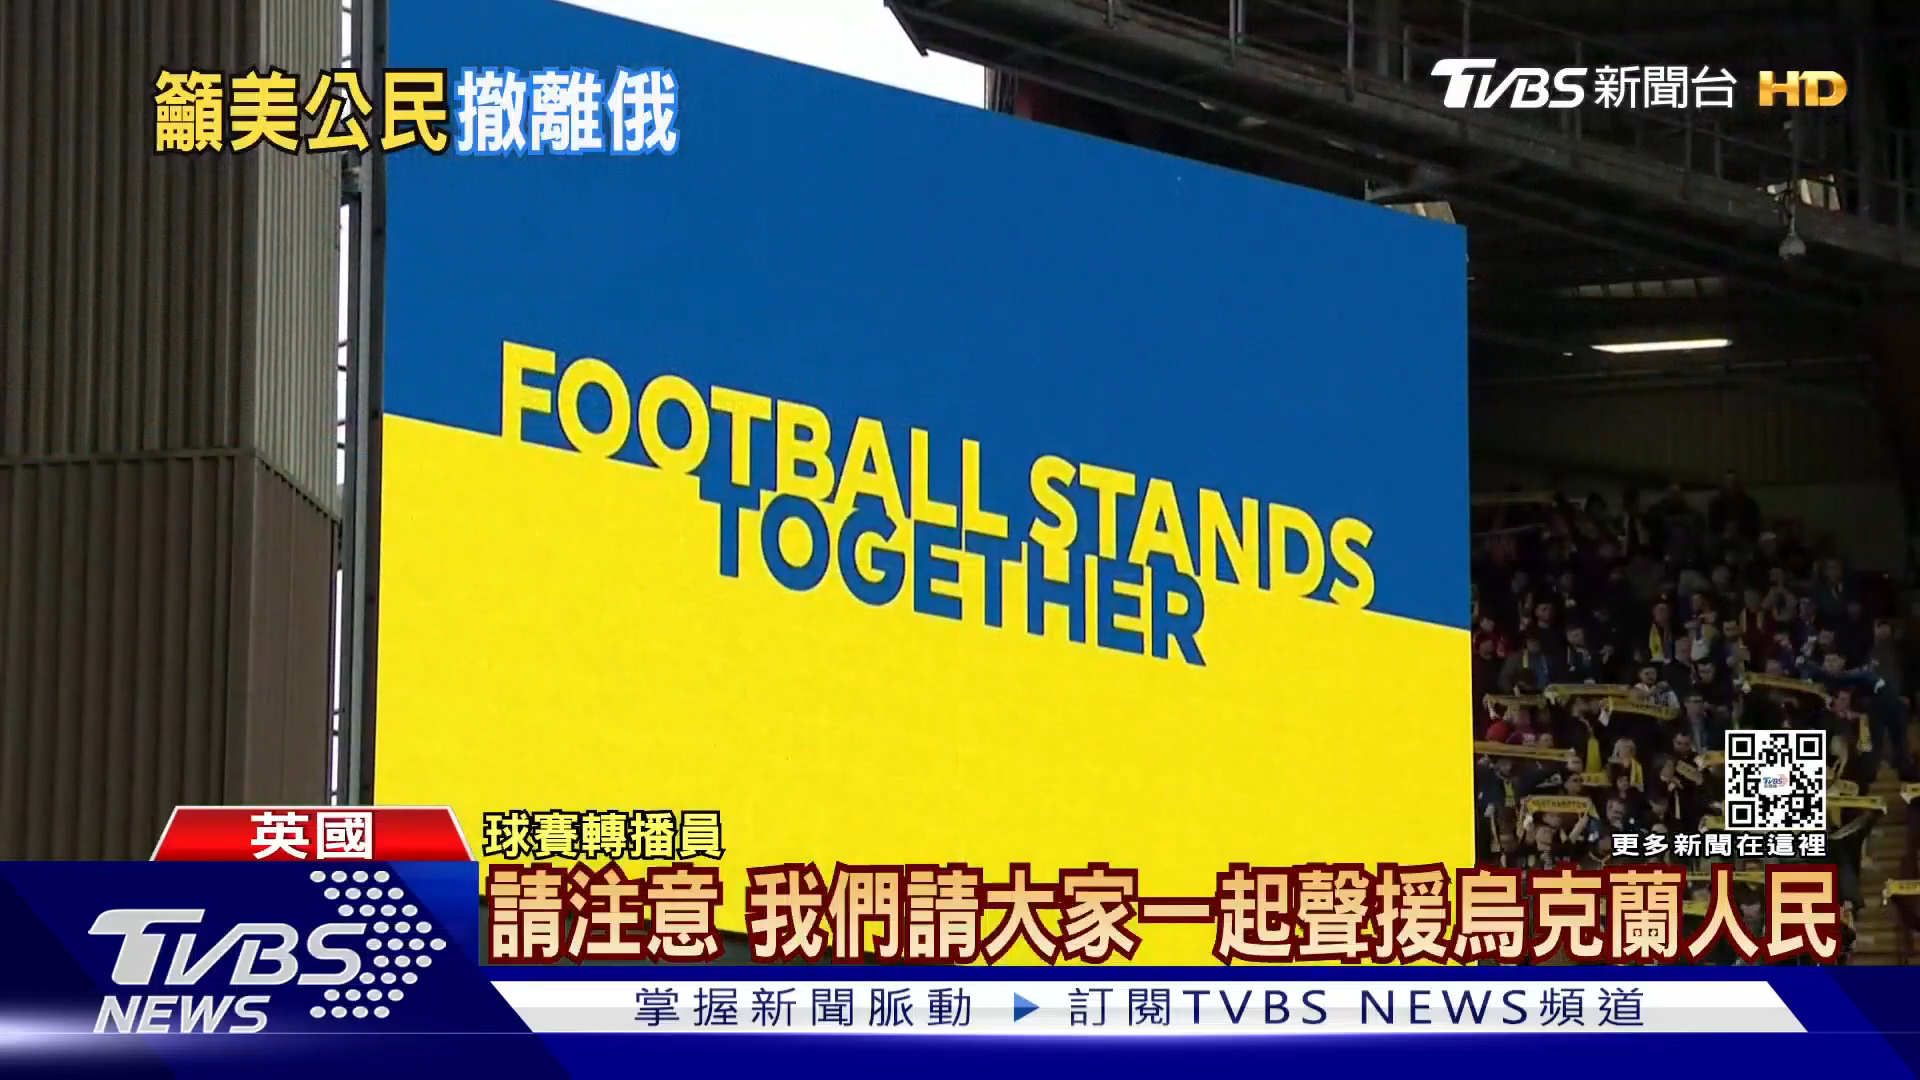 籲美公民撤離俄
TVBS新聞台 HD
FOOTBALL STANDS
TOGETHER
TVBS
更多新聞在這裡
英國
球賽轉播員
請注意 我們請大家一起聲援烏克蘭人民
TVBS
NEWS
掌握新聞脈動 ▶ 訂閱TVBS NEWS頻道